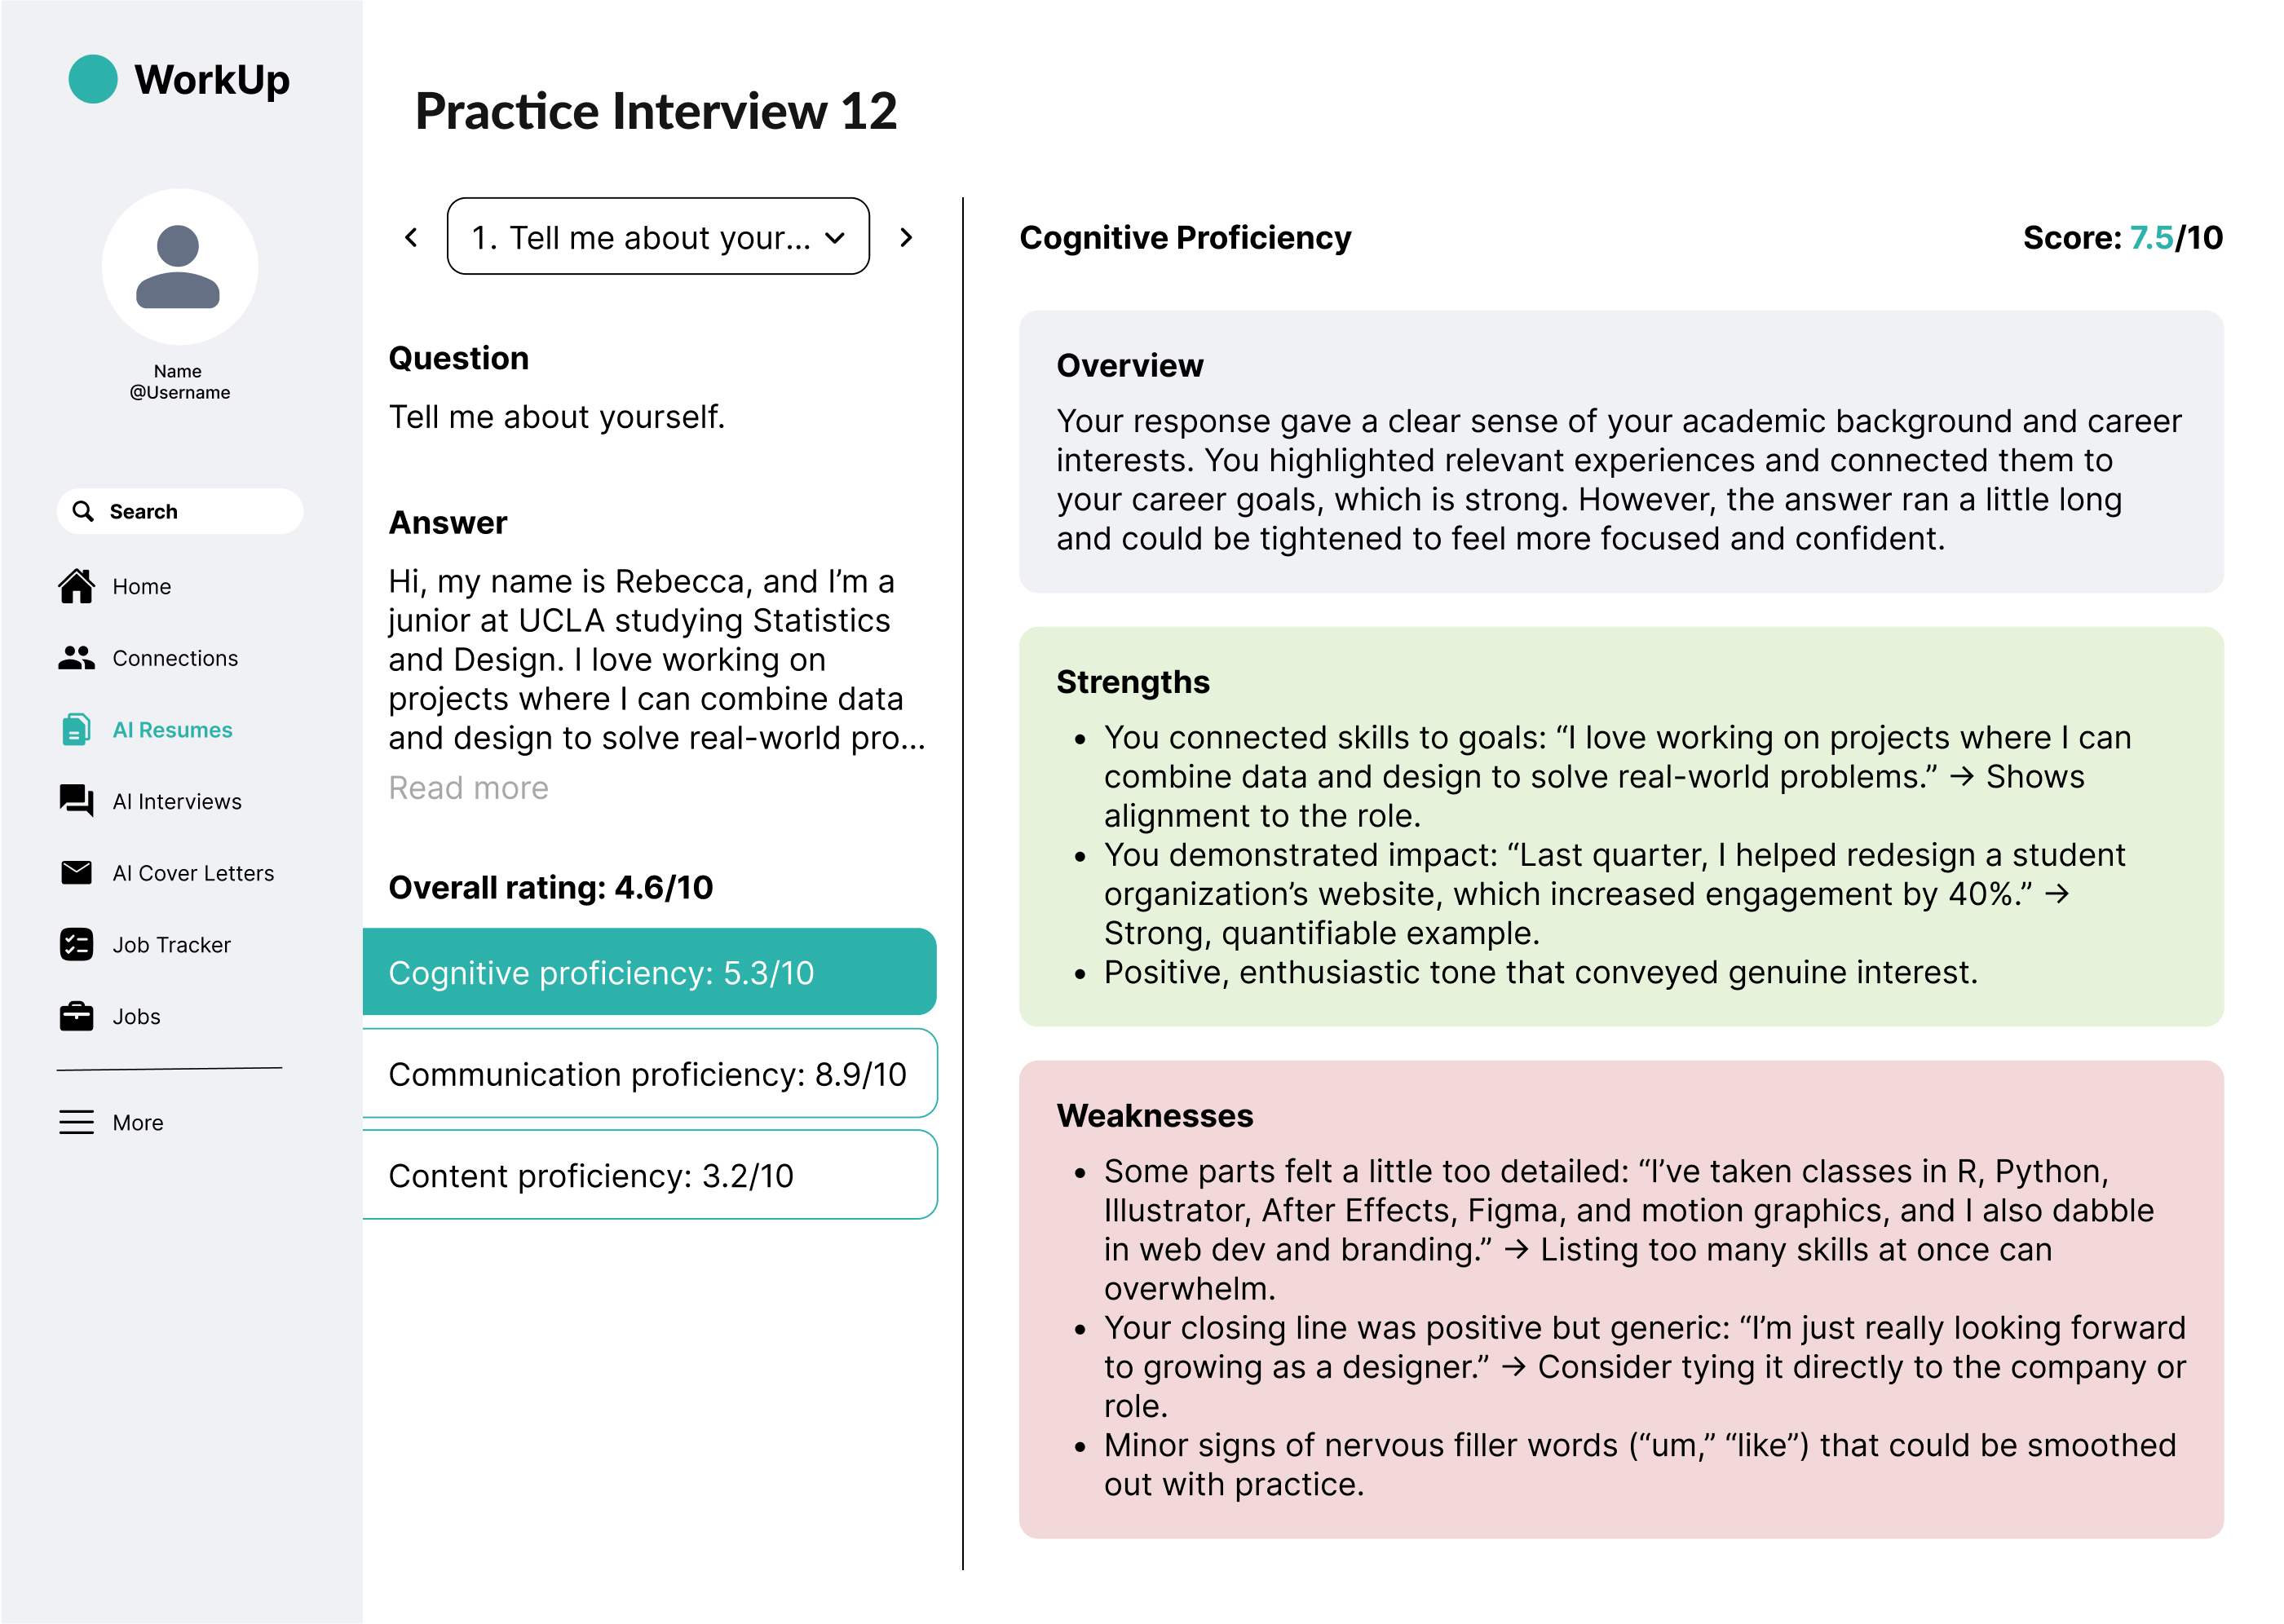 WorkUp
Name
@Username
Search
Home
Connections
AI Resumes
AI Interviews
AI Cover Letters
Job Tracker
Jobs
More
Practice Interview 12
1. Tell me about your...
Question
Tell me about yourself.
Answer
Hi, my name is Rebecca, and I’m a
junior at UCLA studying Statistics
and Design. I love working on
projects where I can combine data
and design to solve real-world pro...
Read more
Overall rating: 4.6/10
Cognitive proficiency: 5.3/10
Communication proficiency: 8.9/10
Content proficiency: 3.2/10
Cognitive Proficiency
Score: 7.5/10
Overview
Your response gave a clear sense of your academic background and career
interests. You highlighted relevant experiences and connected them to
your career goals, which is strong. However, the answer ran a little long
and could be tightened to feel more focused and confident.
Strengths
• You connected skills to goals: “I love working on projects where I can
combine data and design to solve real-world problems.” → Shows
alignment to the role.
• You demonstrated impact: “Last quarter, I helped redesign a student
organization’s website, which increased engagement by 40%.” →
Strong, quantifiable example.
• Positive, enthusiastic tone that conveyed genuine interest.
Weaknesses
• Some parts felt a little too detailed: “I’ve taken classes in R, Python,
Illustrator, After Effects, Figma, and motion graphics, and I also dabble
in web dev and branding.” → Listing too many skills at once can
overwhelm.
• Your closing line was positive but generic: “I’m just really looking forward
to growing as a designer.” → Consider tying it directly to the company or
role.
• Minor signs of nervous filler words (“um,” “like”) that could be smoothed
out with practice.